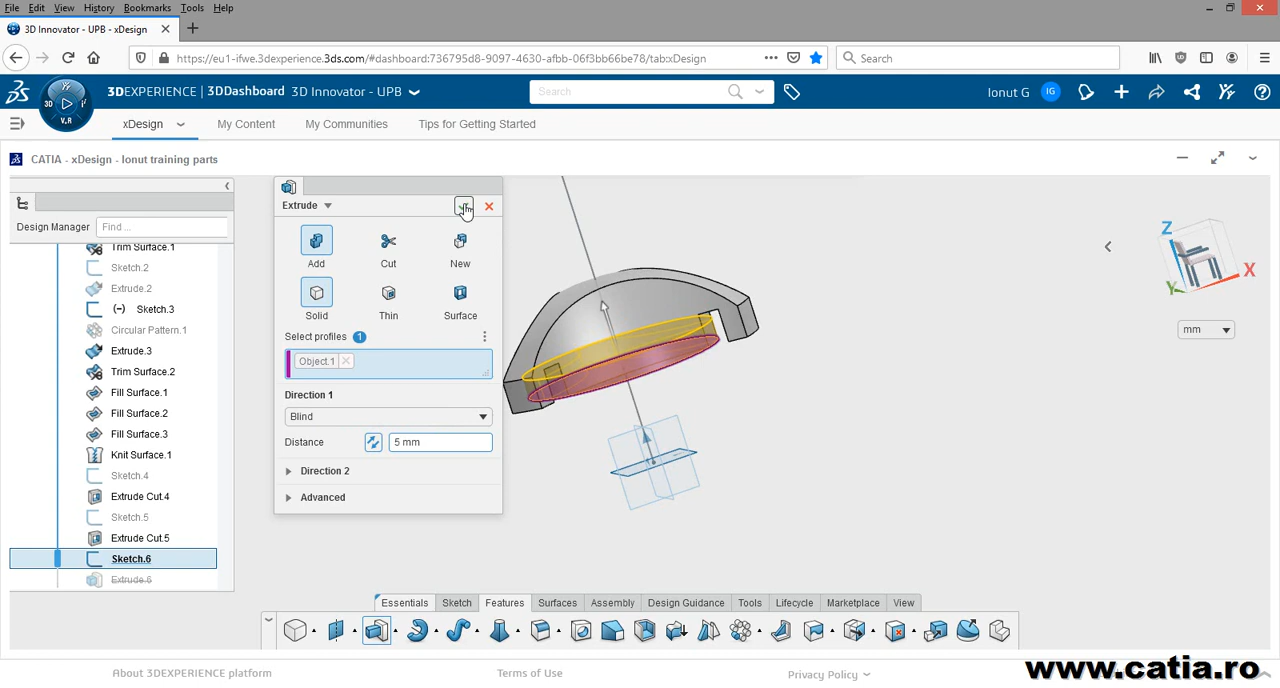 File Edit View History Bookmarks Tools Help
3D Innovator - UPB - xDesign
https://eu1-ifwe.3dexperience.3ds.com/#dashboard:736795d8-9097-4630-afbb-06f3bb66be78/tab:xDesign
Search
3D V.R
3DEXPERIENCE | 3DDashboard 3D Innovator - UPB
Search
Ionut G IG
xDesign My Content My Communities Tips for Getting Started
CATIA - xDesign - Ionut training parts
Design Manager Find ...
Trim Surface.1
Sketch.2
Extrude.2
(-) Sketch.3
Circular Pattern.1
Extrude.3
Trim Surface.2
Fill Surface.1
Fill Surface.2
Fill Surface.3
Knit Surface.1
Sketch.4
Extrude Cut.4
Sketch.5
Extrude Cut.5
Sketch.6
Extrude.6
Extrude
Add Cut New
Solid Thin Surface
Select profiles 1
Object.1
Direction 1
Blind
Distance 5 mm
Direction 2
Advanced
Z
X
Y
mm
Essentials Sketch Features Surfaces Assembly Design Guidance Tools Lifecycle Marketplace View
About 3DEXPERIENCE platform Terms of Use Privacy Policy
www.catia.ro